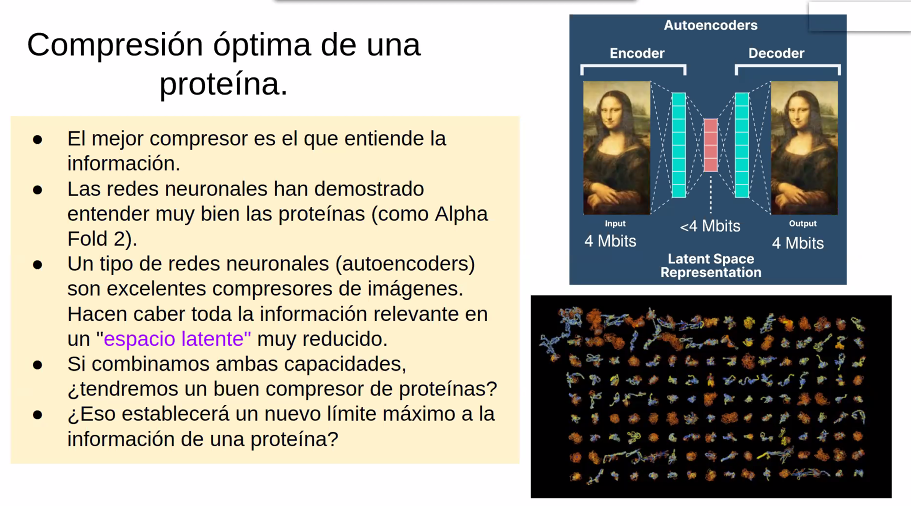 Compresión óptima de una
proteína.
● El mejor compresor es el que entiende la
información.
● Las redes neuronales han demostrado
entender muy bien las proteínas (como Alpha
Fold 2).
● Un tipo de redes neuronales (autoencoders)
son excelentes compresores de imágenes.
Hacen caber toda la información relevante en
un "espacio latente" muy reducido.
● Si combinamos ambas capacidades,
¿tendremos un buen compresor de proteínas?
● ¿Eso establecerá un nuevo límite máximo a la
información de una proteína?
Autoencoders
Encoder Decoder
Input Output
4 Mbits <4 Mbits 4 Mbits
Latent Space
Representation